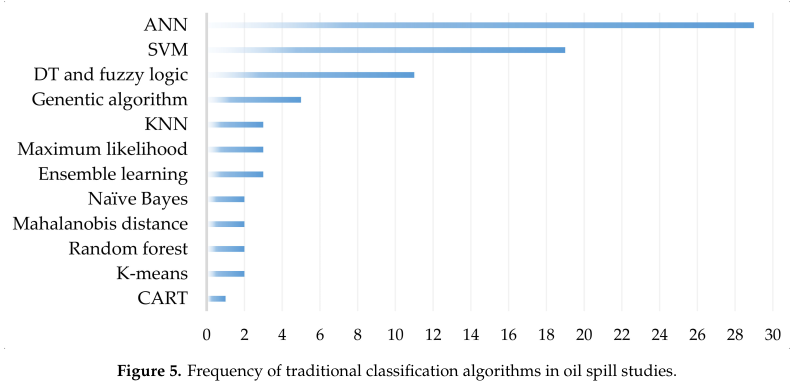 ANN
SVM
DT and fuzzy logic
Genentic algorithm
KNN
Maximum likelihood
Ensemble learning
Naïve Bayes
Mahalanobis distance
Random forest
K-means
CART
0 2 4 6 8 10 12 14 16 18 20 22 24 26 28 30
Figure 5. Frequency of traditional classification algorithms in oil spill studies.